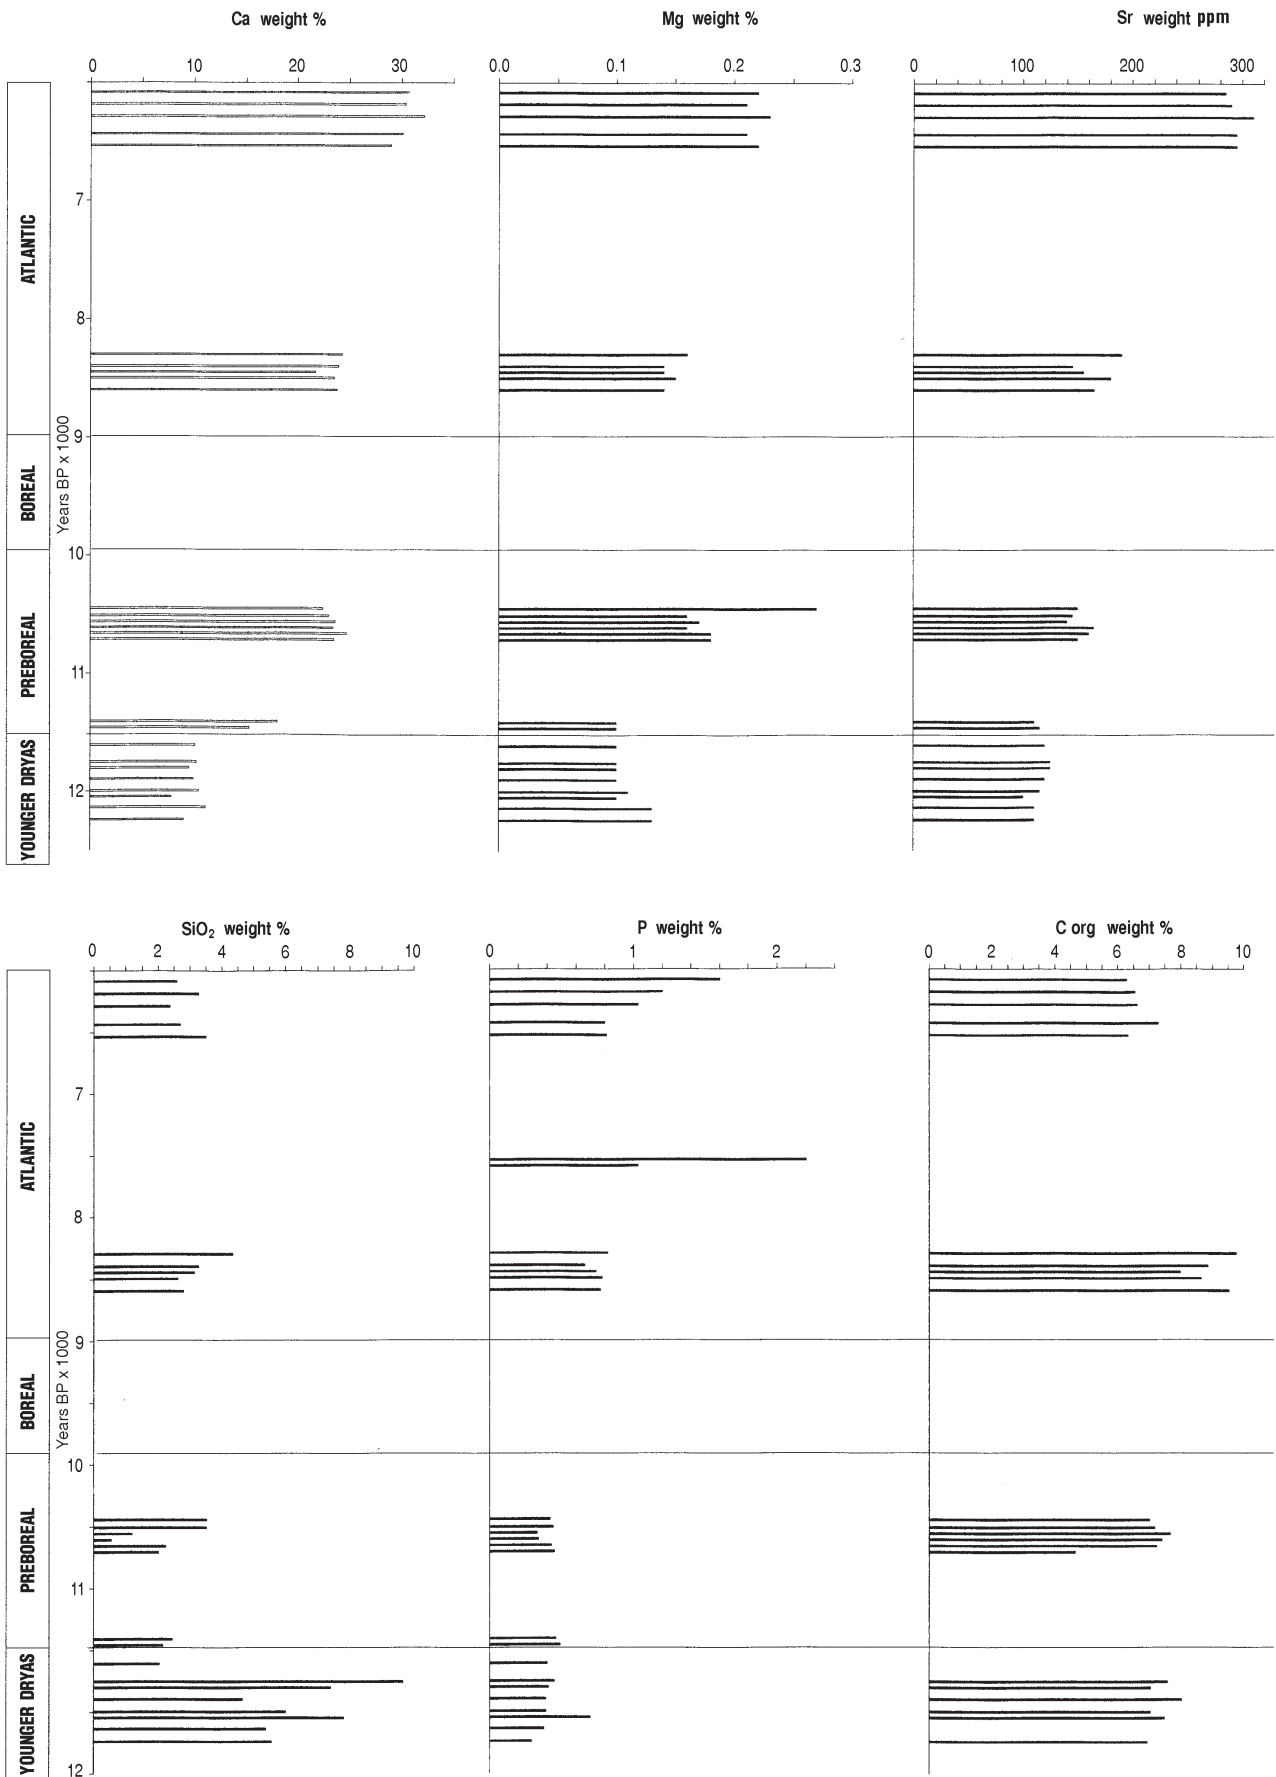 Ca weight % Mg weight % Sr weight ppm
0 10 20 30 0.0 0.1 0.2 0.3 0 100 200 300
ATLANTIC
7
8
9
BOREAL
Years BP x 1000
10
PREBOREAL
11
YOUNGER DRYAS
12
SiO2 weight % P weight % C org weight %
0 2 4 6 8 10 0 1 2 0 2 4 6 8 10
ATLANTIC
7
8
9
BOREAL
Years BP x 1000
10
PREBOREAL
11
YOUNGER DRYAS
12